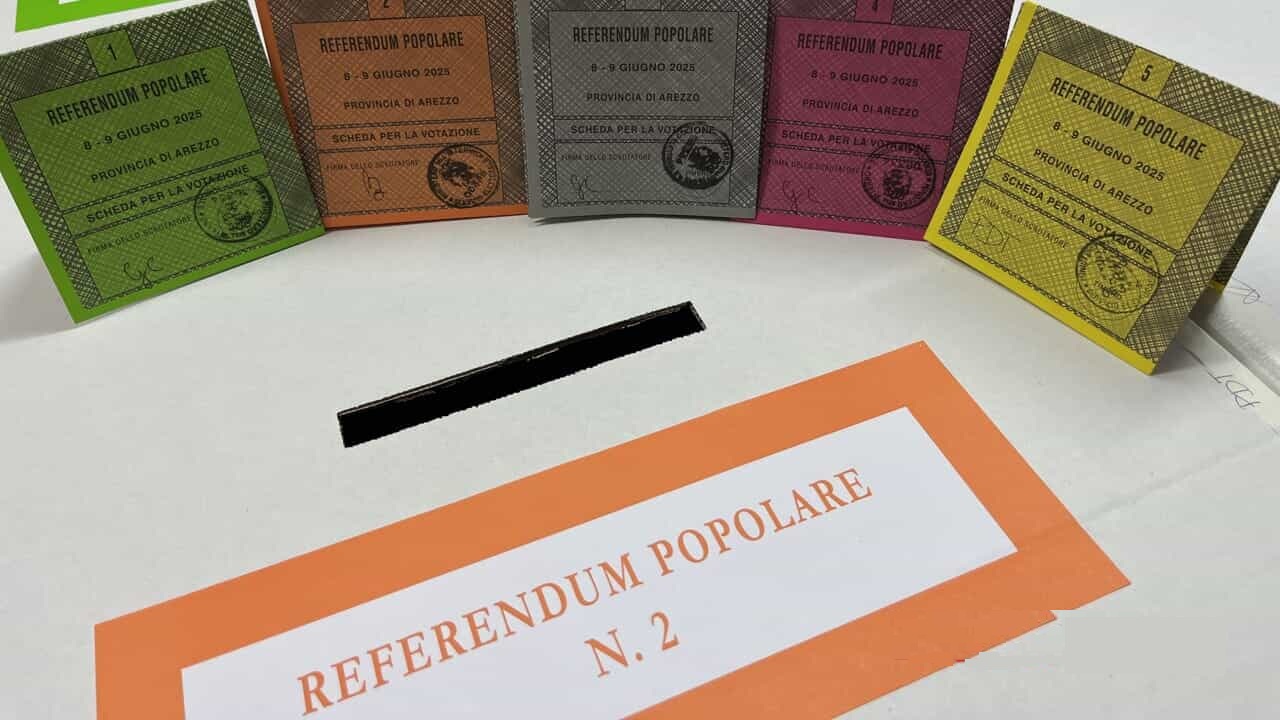 1
REFERENDUM POPOLARE
8 - 9 GIUGNO 2025
PROVINCIA DI AREZZO
SCHEDA PER LA VOTAZIONE
FIRMA DELLO SCRUTATORE
2
REFERENDUM POPOLARE
8 - 9 GIUGNO 2025
PROVINCIA DI AREZZO
SCHEDA PER LA VOTAZIONE
FIRMA DELLO SCRUTATORE
REFERENDUM POPOLARE
8 - 9 GIUGNO 2025
PROVINCIA DI AREZZO
SCHEDA PER LA VOTAZIONE
FIRMA DELLO SCRUTATORE
4
REFERENDUM POPOLARE
8 - 9 GIUGNO 2025
PROVINCIA DI AREZZO
SCHEDA PER LA VOTAZIONE
FIRMA DELLO SCRUTATORE
5
REFERENDUM POPOLARE
8 - 9 GIUGNO 2025
PROVINCIA DI AREZZO
SCHEDA PER LA VOTAZIONE
FIRMA DELLO SCRUTATORE
PDT
PDT
REFERENDUM POPOLARE
N. 2